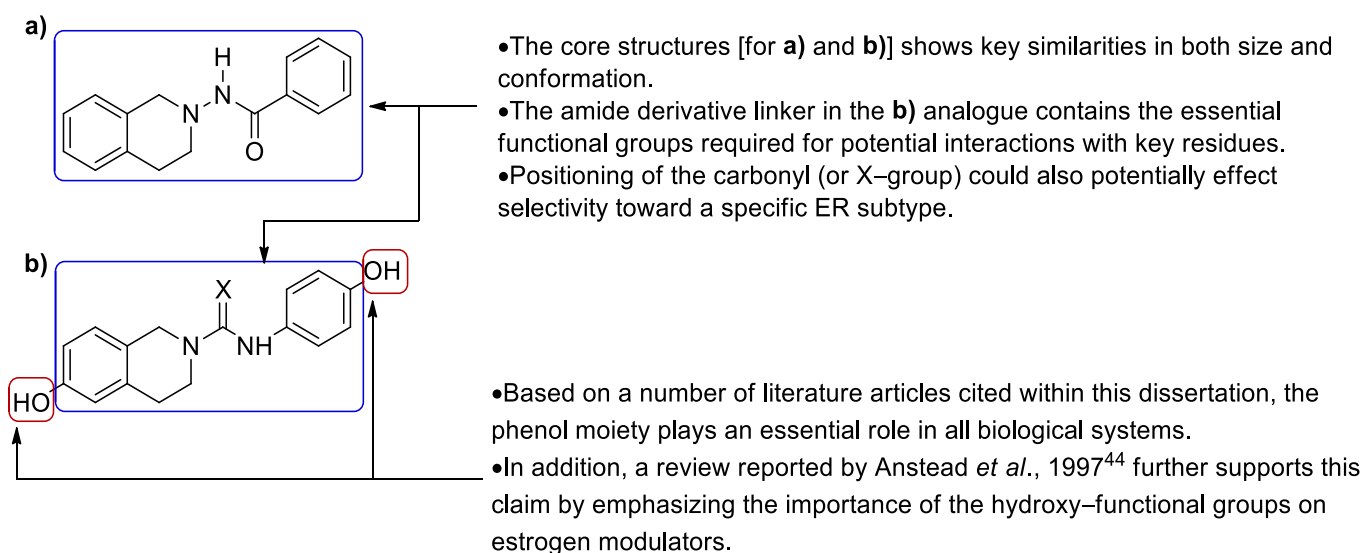 a)
H
N
NH
O
•The core structures [for a) and b)] shows key similarities in both size and
conformation.
•The amide derivative linker in the b) analogue contains the essential
functional groups required for potential interactions with key residues.
•Positioning of the carbonyl (or X–group) could also potentially effect
selectivity toward a specific ER subtype.
b)
OH
X
N
NH
HO
•Based on a number of literature articles cited within this dissertation, the
phenol moiety plays an essential role in all biological systems.
•In addition, a review reported by Anstead et al., 199744 further supports this
claim by emphasizing the importance of the hydroxy–functional groups on
estrogen modulators.